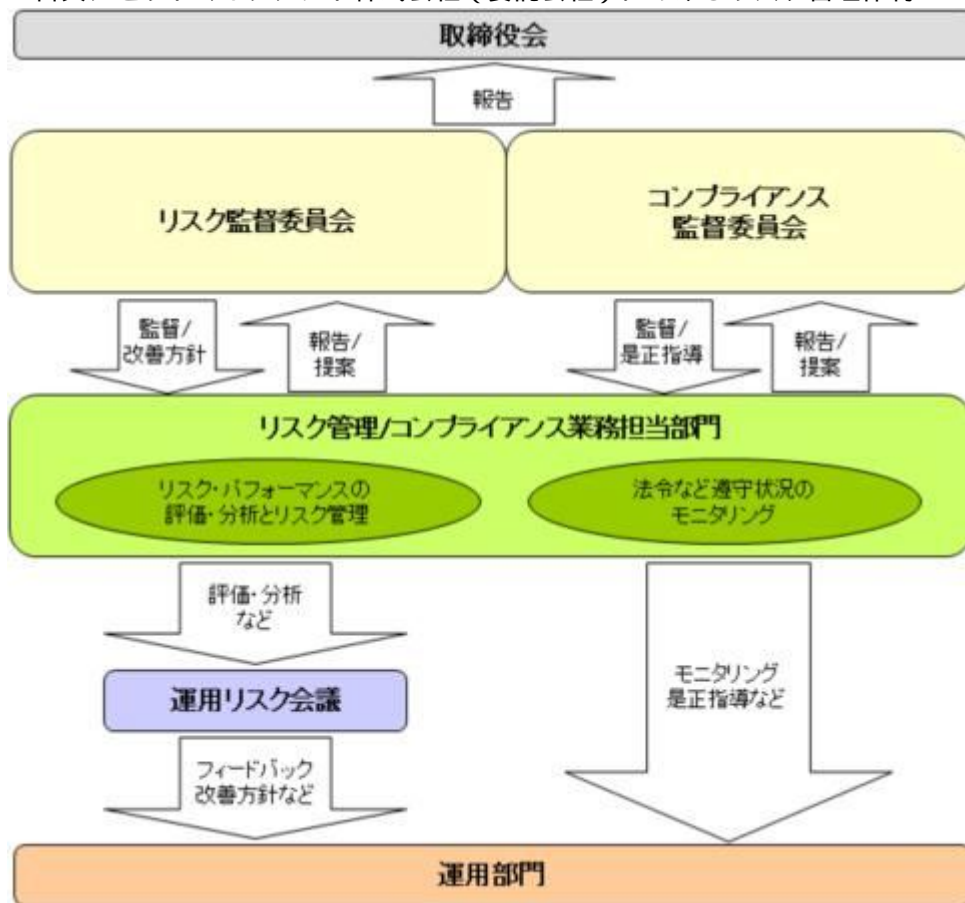 取締役会
報告
リスク監督委員会
コンプライアンス
監督委員会
監督/
改善方針
報告/
提案
監督/
是正指導
報告/
提案
リスク管理/コンプライアンス業務担当部門
リスク・パフォーマンスの
評価・分析とリスク管理
法令など遵守状況の
モニタリング
評価・分析
など
運用リスク会議
モニタリング
是正指導など
フィードバック
改善方針など
運用部門